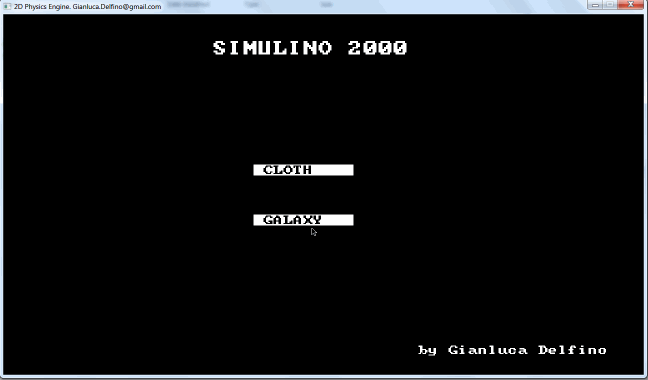 2D Physics Engine. Gianluca.Delfino@gmail.com
SIMULINO 2000
CLOTH
GALAXY
by Gianluca Delfino